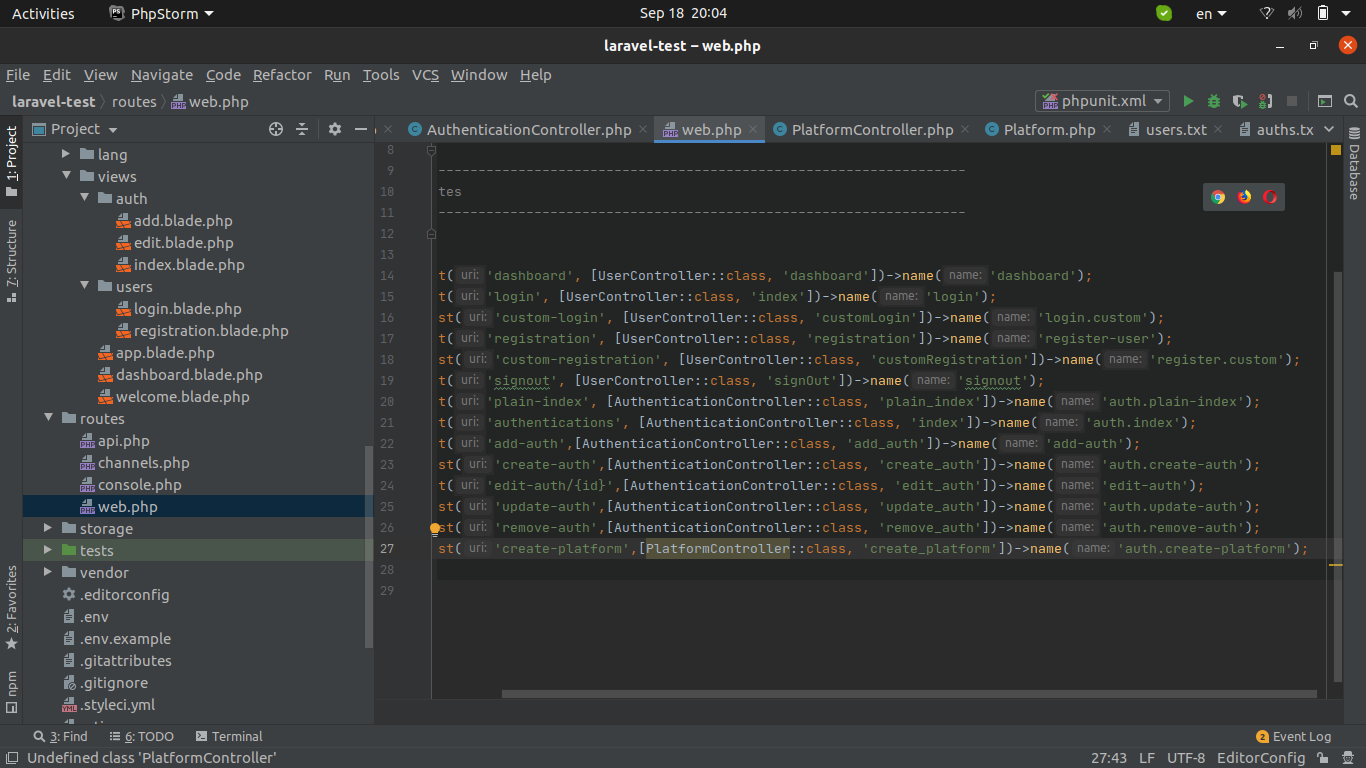 Activities PhpStorm Sep 18 20:04 en
laravel-test – web.php
File Edit View Navigate Code Refactor Run Tools VCS Window Help
laravel-test routes web.php phpunit.xml
1: Project
7: Structure
2: Favorites
npm
Project
lang
views
auth
add.blade.php
edit.blade.php
index.blade.php
users
login.blade.php
registration.blade.php
app.blade.php
dashboard.blade.php
welcome.blade.php
routes
api.php
channels.php
console.php
web.php
storage
tests
vendor
.editorconfig
.env
.env.example
.gitattributes
.gitignore
.styleci.yml
AuthenticationController.php web.php PlatformController.php Platform.php users.txt auths.tx
8
9 ------------------------------------------------------------------
10 tes
11 ------------------------------------------------------------------
12
13
14 t( uri: 'dashboard', [UserController::class, 'dashboard'])->name( name: 'dashboard');
15 t( uri: 'login', [UserController::class, 'index'])->name( name: 'login');
16 st( uri: 'custom-login', [UserController::class, 'customLogin'])->name( name: 'login.custom');
17 t( uri: 'registration', [UserController::class, 'registration'])->name( name: 'register-user');
18 st( uri: 'custom-registration', [UserController::class, 'customRegistration'])->name( name: 'register.custom');
19 t( uri: 'signout', [UserController::class, 'signOut'])->name( name: 'signout');
20 t( uri: 'plain-index', [AuthenticationController::class, 'plain_index'])->name( name: 'auth.plain-index');
21 t( uri: 'authentications', [AuthenticationController::class, 'index'])->name( name: 'auth.index');
22 t( uri: 'add-auth',[AuthenticationController::class, 'add_auth'])->name( name: 'add-auth');
23 st( uri: 'create-auth',[AuthenticationController::class, 'create_auth'])->name( name: 'auth.create-auth');
24 t( uri: 'edit-auth/{id}',[AuthenticationController::class, 'edit_auth'])->name( name: 'edit-auth');
25 st( uri: 'update-auth',[AuthenticationController::class, 'update_auth'])->name( name: 'auth.update-auth');
26 st( uri: 'remove-auth',[AuthenticationController::class, 'remove_auth'])->name( name: 'auth.remove-auth');
27 st( uri: 'create-platform',[PlatformController::class, 'create_platform'])->name( name: 'auth.create-platform');
28
29
Database
3: Find 6: TODO Terminal 2 Event Log
Undefined class 'PlatformController' 27:43 LF UTF-8 EditorConfig